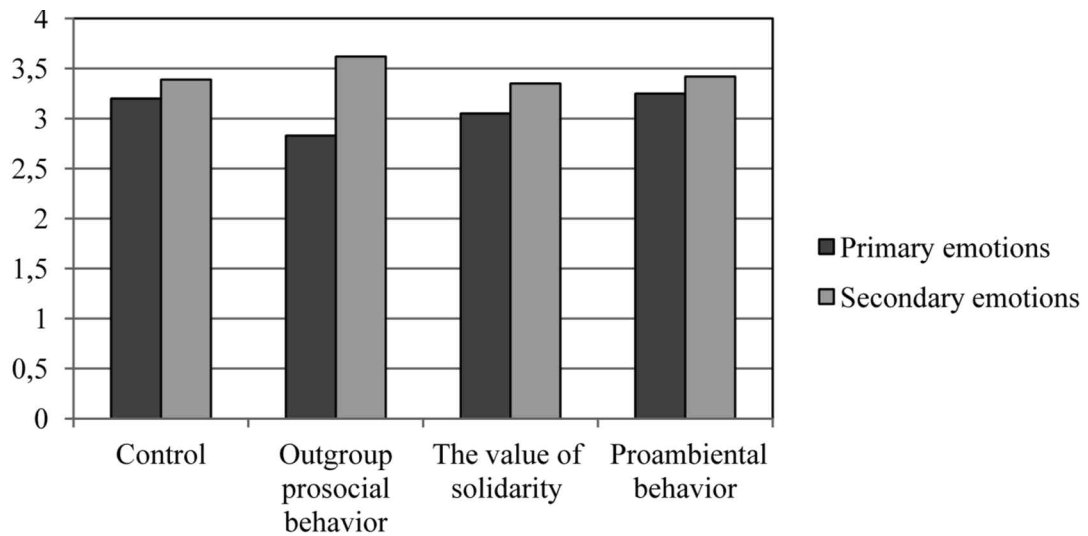 4
3,5
3
2,5
2
1,5
1
0,5
0
Control
Outgroup
prosocial
behavior
The value of
solidarity
Proambiental
behavior
Primary emotions
Secondary emotions